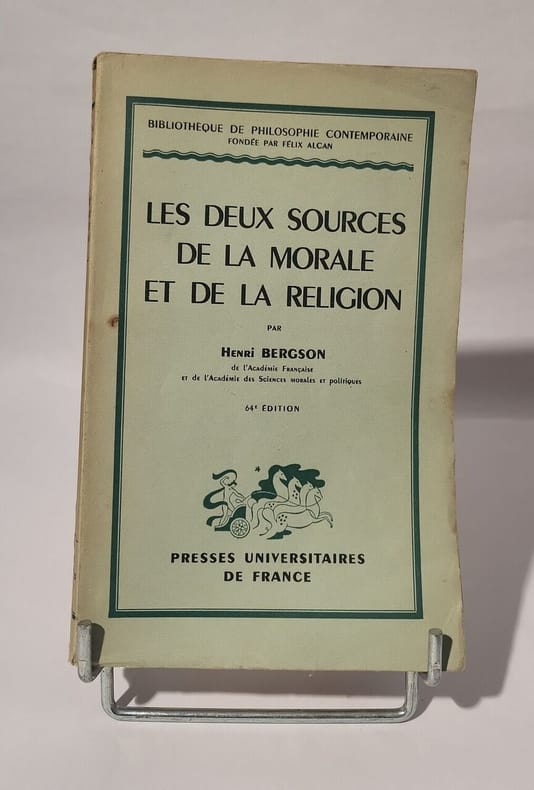 BIBLIOTHÈQUE DE PHILOSOPHIE CONTEMPORAINE
FONDÉE PAR FÉLIX ALCAN
LES DEUX SOURCES
DE LA MORALE
ET DE LA RELIGION
PAR
Henri BERGSON
de l'Académie Française
et de l'Académie des Sciences morales et politiques
64e ÉDITION
PRESSES UNIVERSITAIRES
DE FRANCE